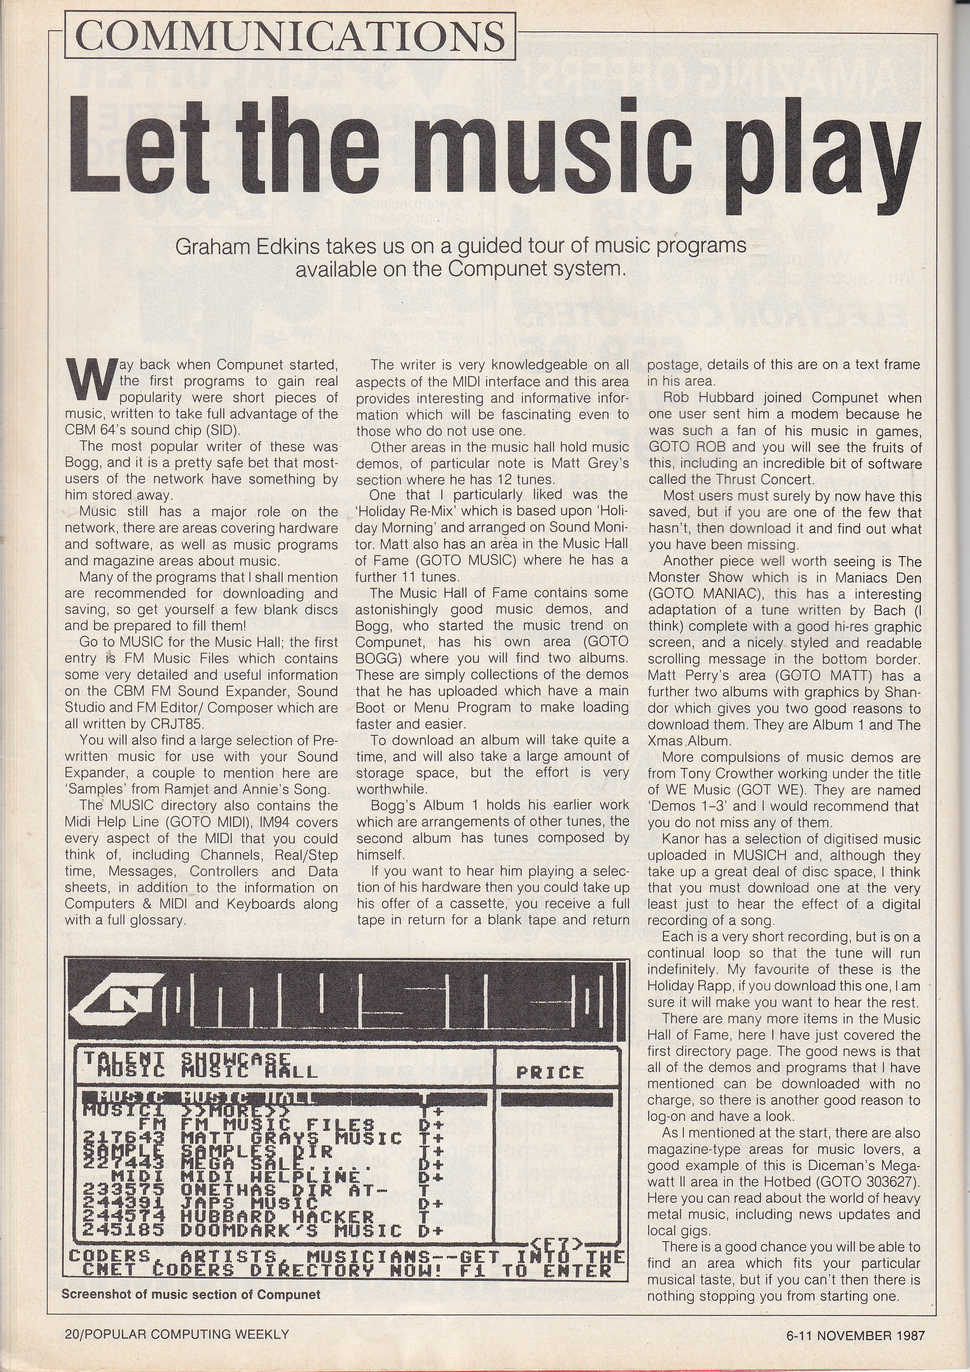 COMMUNICATIONS
Let the music play
Graham Edkins takes us on a guided tour of music programs
available on the Compunet system.
Way back when Compunet started,
the first programs to gain real
popularity were short pieces of
music, written to take full advantage of the
CBM 64's sound chip (SID).
The most popular writer of these was
Bogg, and it is a pretty safe bet that most-
users of the network have something by
him stored away.
Music still has a major role on the
network, there are areas covering hardware
and software, as well as music programs
and magazine areas about music.
Many of the programs that I shall mention
are recommended for downloading and
saving, so get yourself a few blank discs
and be prepared to fill them!
Go to MUSIC for the Music Hall; the first
entry is FM Music Files which contains
some very detailed and useful information
on the CBM FM Sound Expander, Sound
Studio and FM Editor/ Composer which are
all written by CRJT85.
You will also find a large selection of Pre-
written music for use with your Sound
Expander, a couple to mention here are
'Samples' from Ramjet and Annie's Song.
The MUSIC directory also contains the
Midi Help Line (GOTO MIDI), IM94 covers
every aspect of the MIDI that you could
think of, including Channels, Real/Step
time, Messages, Controllers and Data
sheets, in addition to the information on
Computers & MIDI and Keyboards along
with a full glossary.
The writer is very knowledgeable on all
aspects of the MIDI interface and this area
provides interesting and informative infor-
mation which will be fascinating even to
those who do not use one.
Other areas in the music hall hold music
demos, of particular note is Matt Grey's
section where he has 12 tunes.
One that I particularly liked was the
'Holiday Re-Mix' which is based upon 'Holi-
day Morning' and arranged on Sound Moni-
tor. Matt also has an area in the Music Hall
of Fame (GOTO MUSIC) where he has a
further 11 tunes.
The Music Hall of Fame contains some
astonishingly good music demos, and
Bogg, who started the music trend on
Compunet, has his own area (GOTO
BOGG) where you will find two albums.
These are simply collections of the demos
that he has uploaded which have a main
Boot or Menu Program to make loading
faster and easier.
To download an album will take quite a
time, and will also take a large amount of
storage space, but the effort is very
worthwhile.
Bogg's Album 1 holds his earlier work
which are arrangements of other tunes, the
second album has tunes composed by
himself.
If you want to hear him playing a selec-
tion of his hardware then you could take up
his offer of a cassette, you receive a full
tape in return for a blank tape and return
postage, details of this are on a text frame
in his area.
Rob Hubbard joined Compunet when
one user sent him a modem because he
was such a fan of his music in games,
GOTO ROB and you will see the fruits of
this, including an incredible bit of software
called the Thrust Concert.
Most users must surely by now have this
saved, but if you are one of the few that
hasn't, then download it and find out what
you have been missing.
Another piece well worth seeing is The
Monster Show which is in Maniacs Den
(GOTO MANIAC), this has a interesting
adaptation of a tune written by Bach (I
think) complete with a good hi-res graphic
screen, and a nicely styled and readable
scrolling message in the bottom border.
Matt Perry's area (GOTO MATT) has a
further two albums with graphics by Shan-
dor which gives you two good reasons to
download them. They are Album 1 and The
Xmas Album.
More compulsions of music demos are
from Tony Crowther working under the title
of WE Music (GOT WE). They are named
'Demos 1–3' and I would recommend that
you do not miss any of them.
Kanor has a selection of digitised music
uploaded in MUSICH and, although they
take up a great deal of disc space, I think
that you must download one at the very
least just to hear the effect of a digital
recording of a song.
Each is a very short recording, but is on a
continual loop so that the tune will run
indefinitely. My favourite of these is the
Holiday Rapp, if you download this one, I am
sure it will make you want to hear the rest.
There are many more items in the Music
Hall of Fame, here I have just covered the
first directory page. The good news is that
all of the demos and programs that I have
mentioned can be downloaded with no
charge, so there is another good reason to
log-on and have a look.
As I mentioned at the start, there are also
magazine-type areas for music lovers, a
good example of this is Diceman's Mega-
watt II area in the Hotbed (GOTO 303627).
Here you can read about the world of heavy
metal music, including news updates and
local gigs.
There is a good chance you will be able to
find an area which fits your particular
musical taste, but if you can't then there is
nothing stopping you from starting one.
CN
TALENT SHOWCASE
MUSIC MUSIC HALL PRICE
MUSIC MUSIC HALL T
MUSIC1 >>MORE>> T+
FM FM MUSIC FILES D+
217643 MATT GRAYS MUSIC T+
SAMPLE SAMPLES DIR T+
227443 MEGA SALE..... D+
MIDI MIDI HELPLINE D+
233575 ONETHAS DIR AT- T
244391 JAPS MUSIC D+
244574 HUBBARD HACKER T
245185 DOOMDARK'S MUSIC D+
<F7>
CODERS, ARTISTS, MUSICIANS--GET INTO THE
CNET CODERS DIRECTORY NOW! F1 TO ENTER
Screenshot of music section of Compunet
20/POPULAR COMPUTING WEEKLY
6-11 NOVEMBER 1987